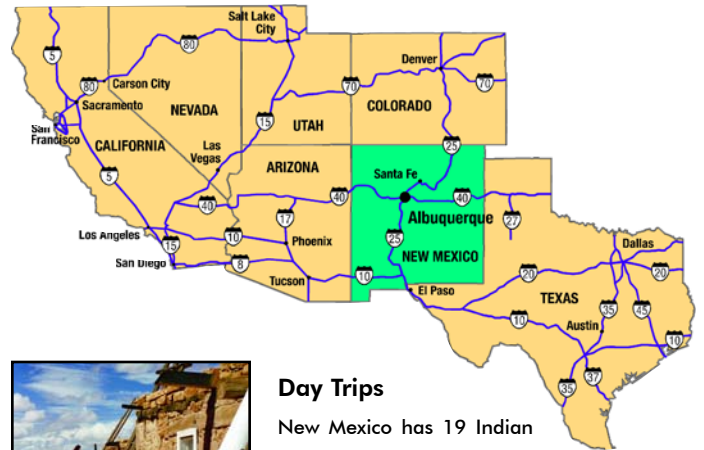 Salt Lake
City
5
80
Denver
80
Carson City
70
70
Sacramento
NEVADA
COLORADO
15
UTAH
San
Francisco
CALIFORNIA
Las
Vegas
25
ARIZONA
Santa Fe
5
40
40
40
Albuquerque
17
27
Los Angeles
15
10
Phoenix
25
Dallas
NEW MEXICO
San Diego
8
Tucson
10
20
20
El Paso
TEXAS
35
45
10
Austin
10
35
37
Day Trips
New Mexico has 19 Indian